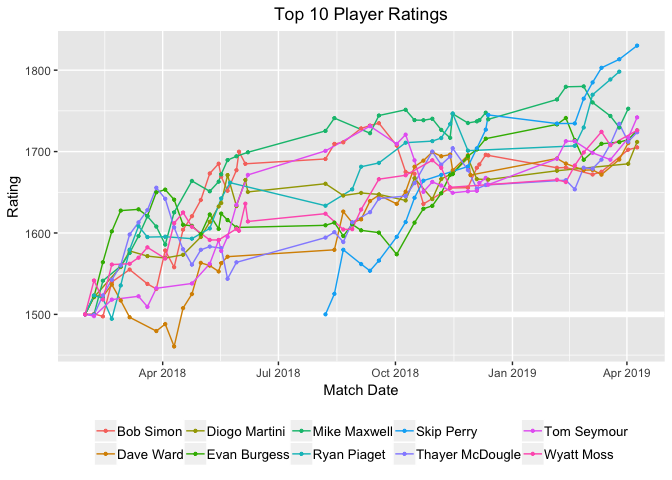 Top 10 Player Ratings
Rating
1800
1700
1600
1500
Apr 2018 Jul 2018 Oct 2018 Jan 2019 Apr 2019
Match Date
Bob Simon Diogo Martini Mike Maxwell Skip Perry Tom Seymour
Dave Ward Evan Burgess Ryan Piaget Thayer McDougle Wyatt Moss